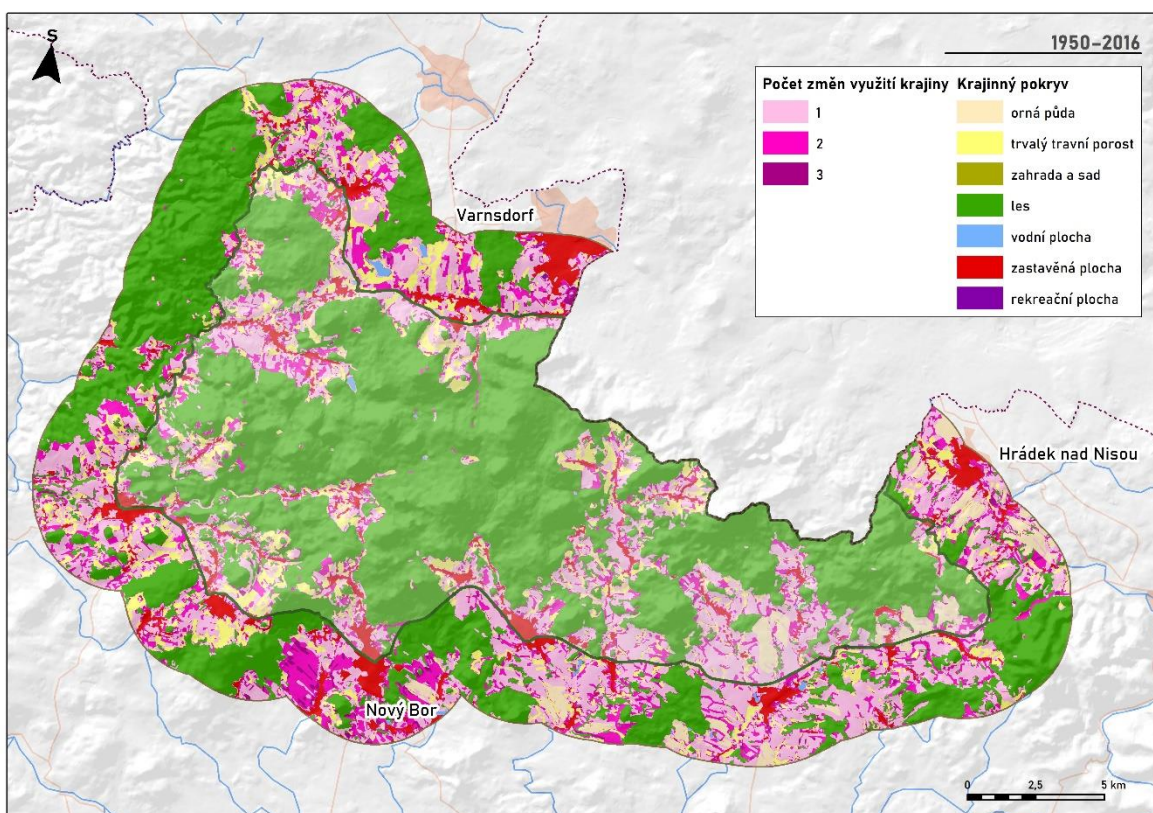 S
1950–2016
Počet změn využití krajiny
1
2
3
Krajinný pokryv
orná půda
trvalý travní porost
zahrada a sad
les
vodní plocha
zastavěná plocha
rekreační plocha
Varnsdorf
Hrádek nad Nisou
Nový Bor
0 2,5 5 km